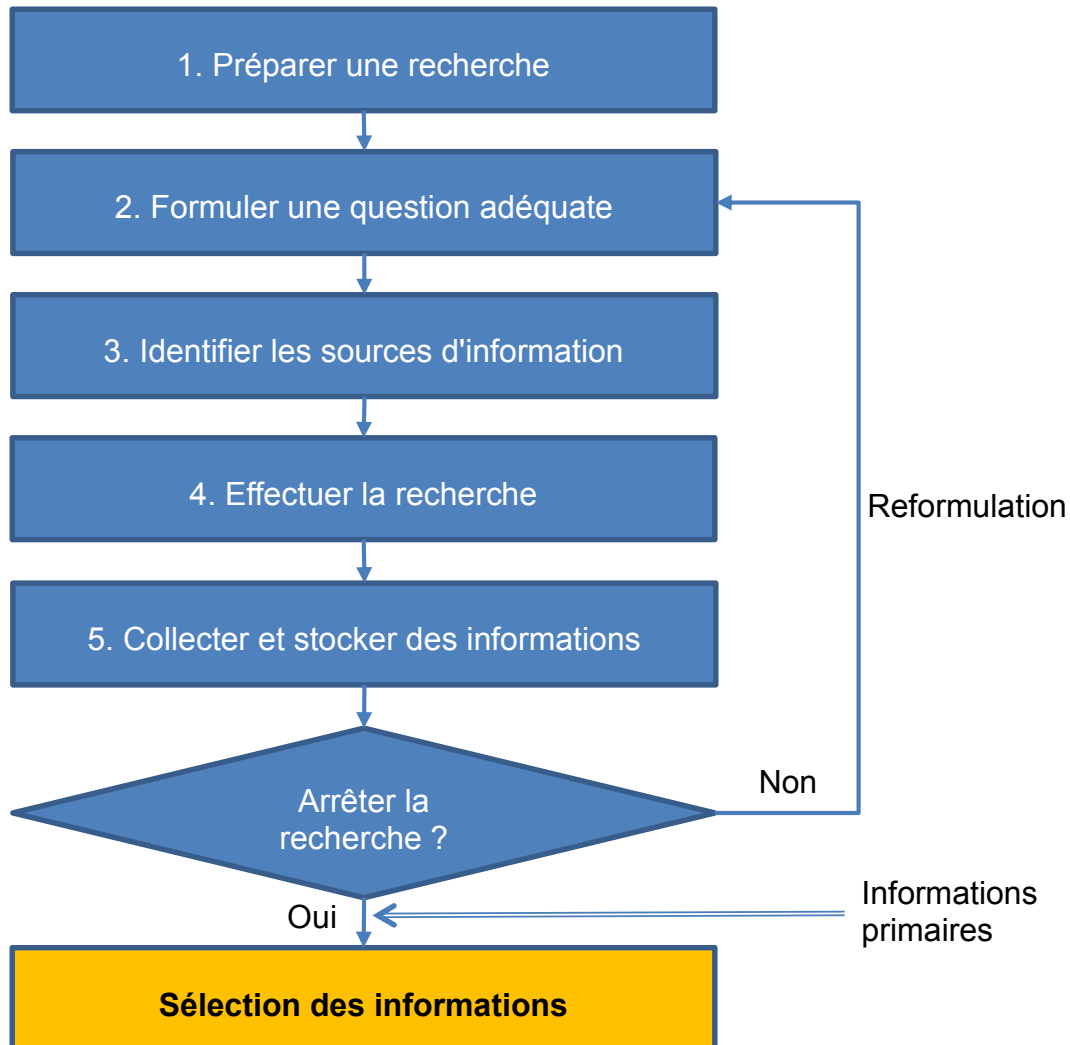 1. Préparer une recherche
2. Formuler une question adéquate
3. Identifier les sources d'information
4. Effectuer la recherche
Reformulation
5. Collecter et stocker des informations
Non
Arrêter la
recherche ?
Oui
Informations
primaires
Sélection des informations